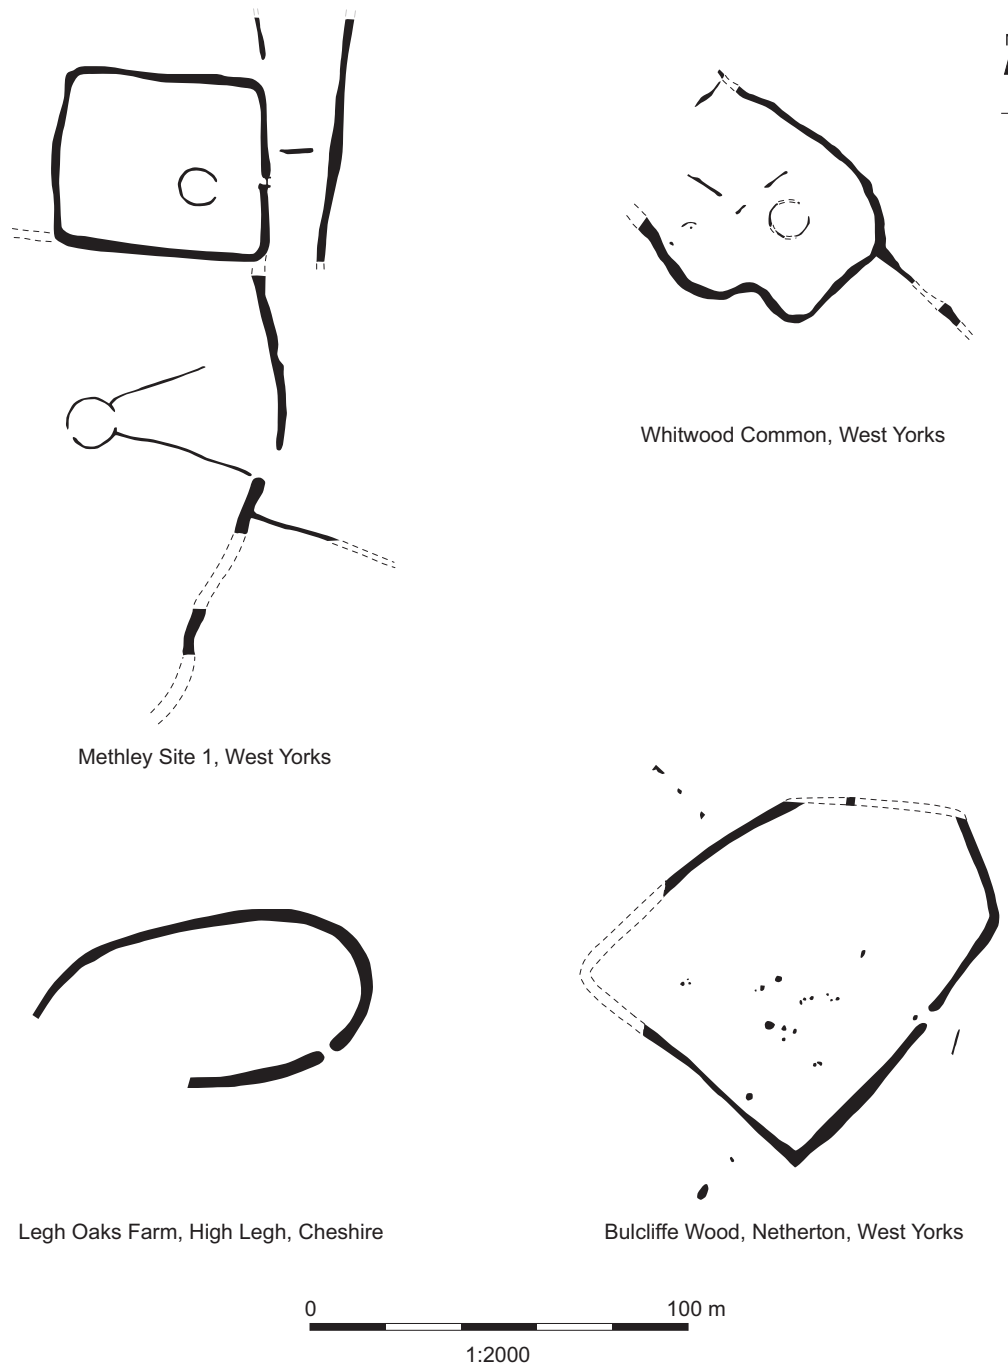 Whitwood Common, West Yorks
Methley Site 1, West Yorks
Legh Oaks Farm, High Legh, Cheshire
Bulcliffe Wood, Netherton, West Yorks
0 100 m
1:2000